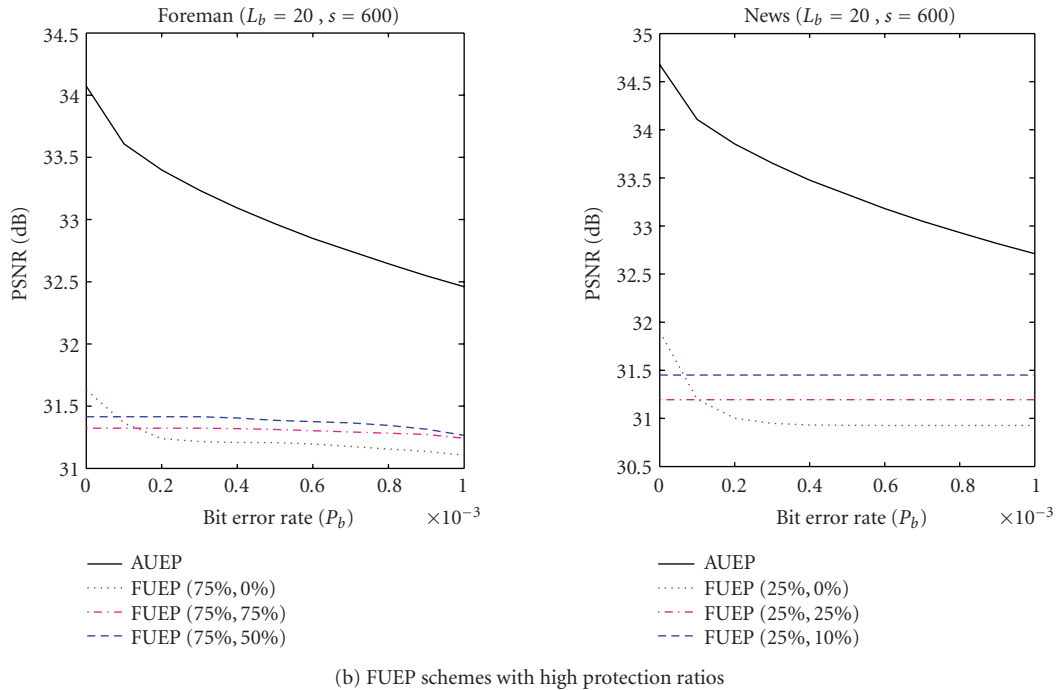 Foreman (L_b = 20 , s = 600)
34.5
34
33.5
33
32.5
32
31.5
31
PSNR (dB)
0 0.2 0.4 0.6 0.8 1
Bit error rate (P_b)
×10−3
AUEP
FUEP (75%, 0%)
FUEP (75%, 75%)
FUEP (75%, 50%)
News (L_b = 20 , s = 600)
35
34.5
34
33.5
33
32.5
32
31.5
31
30.5
PSNR (dB)
0 0.2 0.4 0.6 0.8 1
Bit error rate (P_b)
×10−3
AUEP
FUEP (25%, 0%)
FUEP (25%, 25%)
FUEP (25%, 10%)
(b) FUEP schemes with high protection ratios